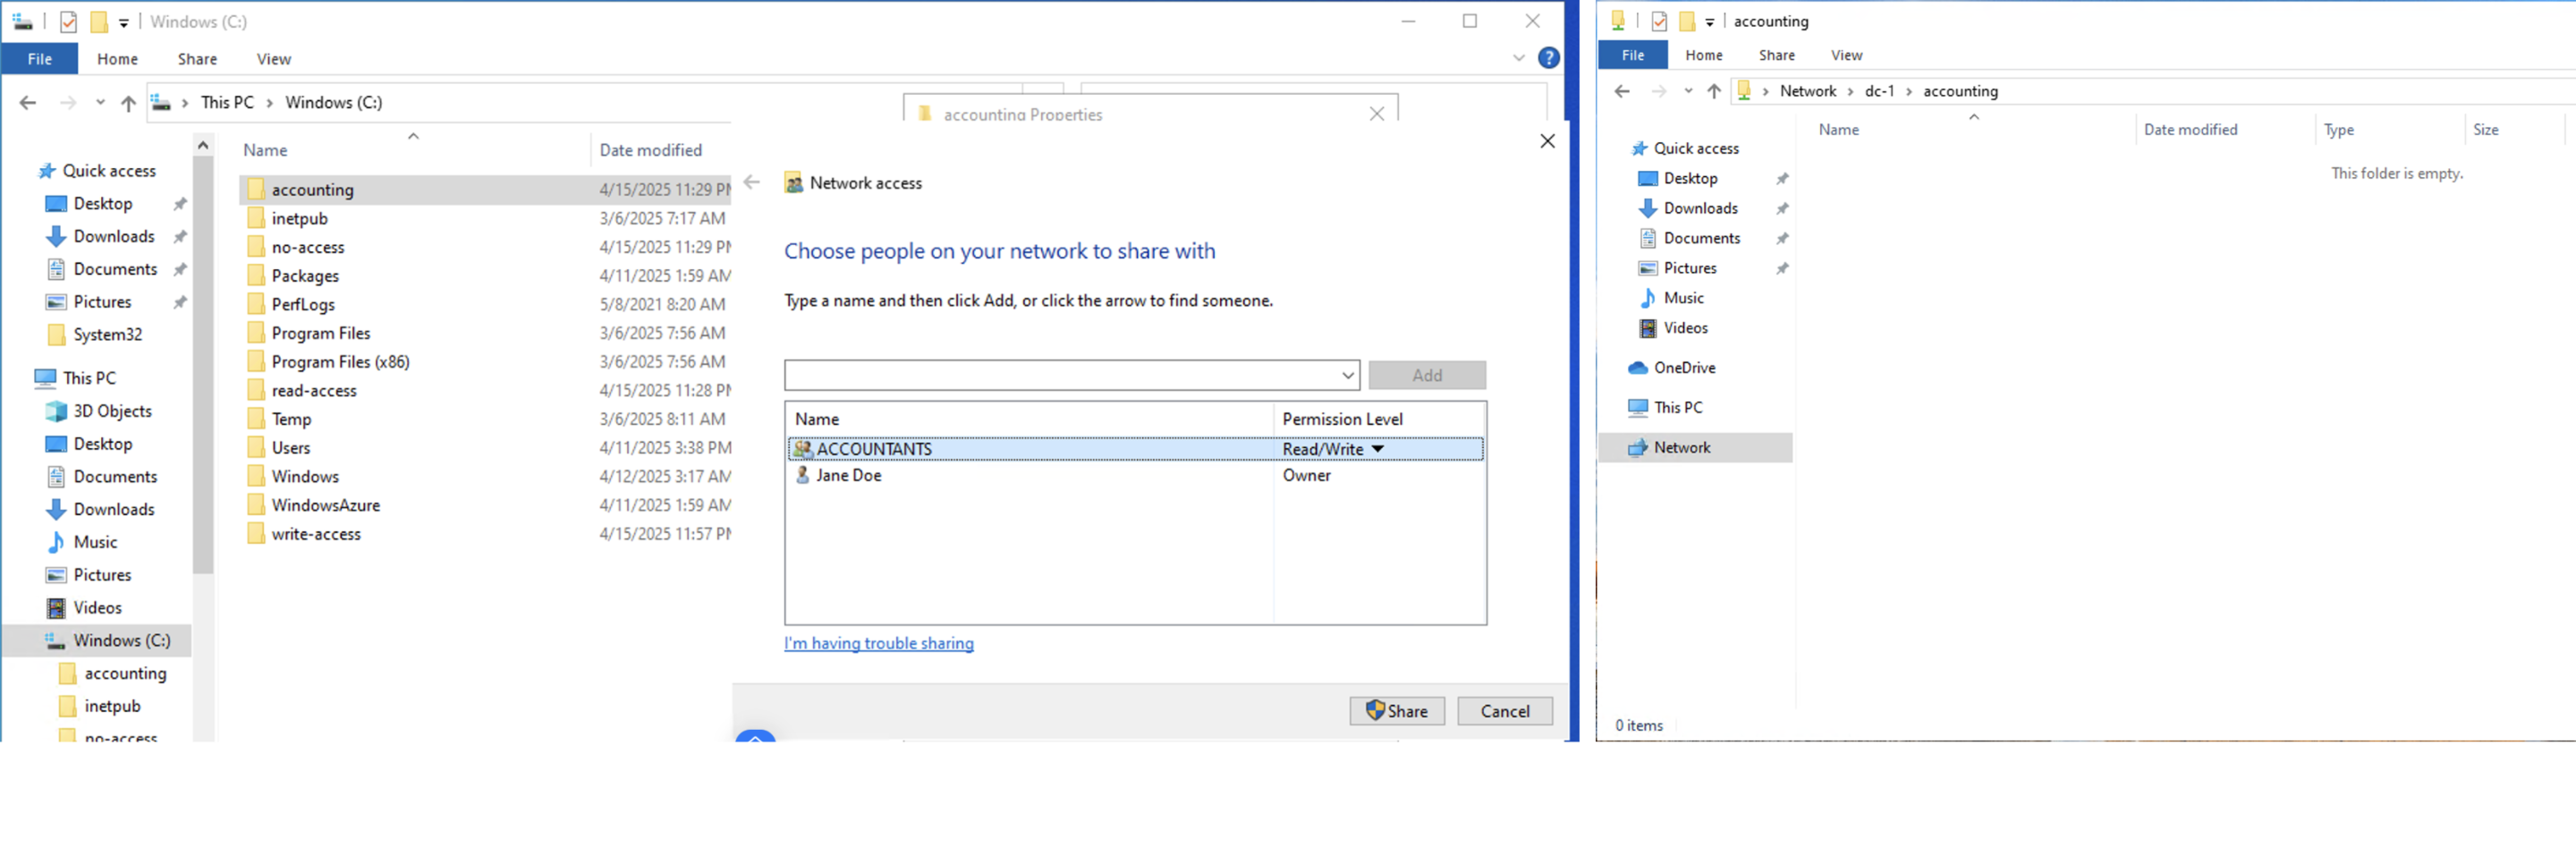 Windows (C:)
File Home Share View
This PC > Windows (C:)
Quick access
Desktop
Downloads
Documents
Pictures
System32
This PC
3D Objects
Desktop
Documents
Downloads
Music
Pictures
Videos
Windows (C:)
accounting
inetpub
no-access
Name Date modified
accounting 4/15/2025 11:29 PM
inetpub 3/6/2025 7:17 AM
no-access 4/15/2025 11:29 PM
Packages 4/11/2025 1:59 AM
PerfLogs 5/8/2021 8:20 AM
Program Files 3/6/2025 7:56 AM
Program Files (x86) 3/6/2025 7:56 AM
read-access 4/15/2025 11:28 PM
Temp 3/6/2025 8:11 AM
Users 4/11/2025 3:38 PM
Windows 4/12/2025 3:17 AM
WindowsAzure 4/11/2025 1:59 AM
write-access 4/15/2025 11:57 PM
accounting Properties
Network access
Choose people on your network to share with
Type a name and then click Add, or click the arrow to find someone.
Add
Name Permission Level
ACCOUNTANTS Read/Write
Jane Doe Owner
I'm having trouble sharing
Share Cancel
accounting
File Home Share View
Network > dc-1 > accounting
Quick access
Desktop
Downloads
Documents
Pictures
Music
Videos
OneDrive
This PC
Network
Name Date modified Type Size
This folder is empty.
0 items